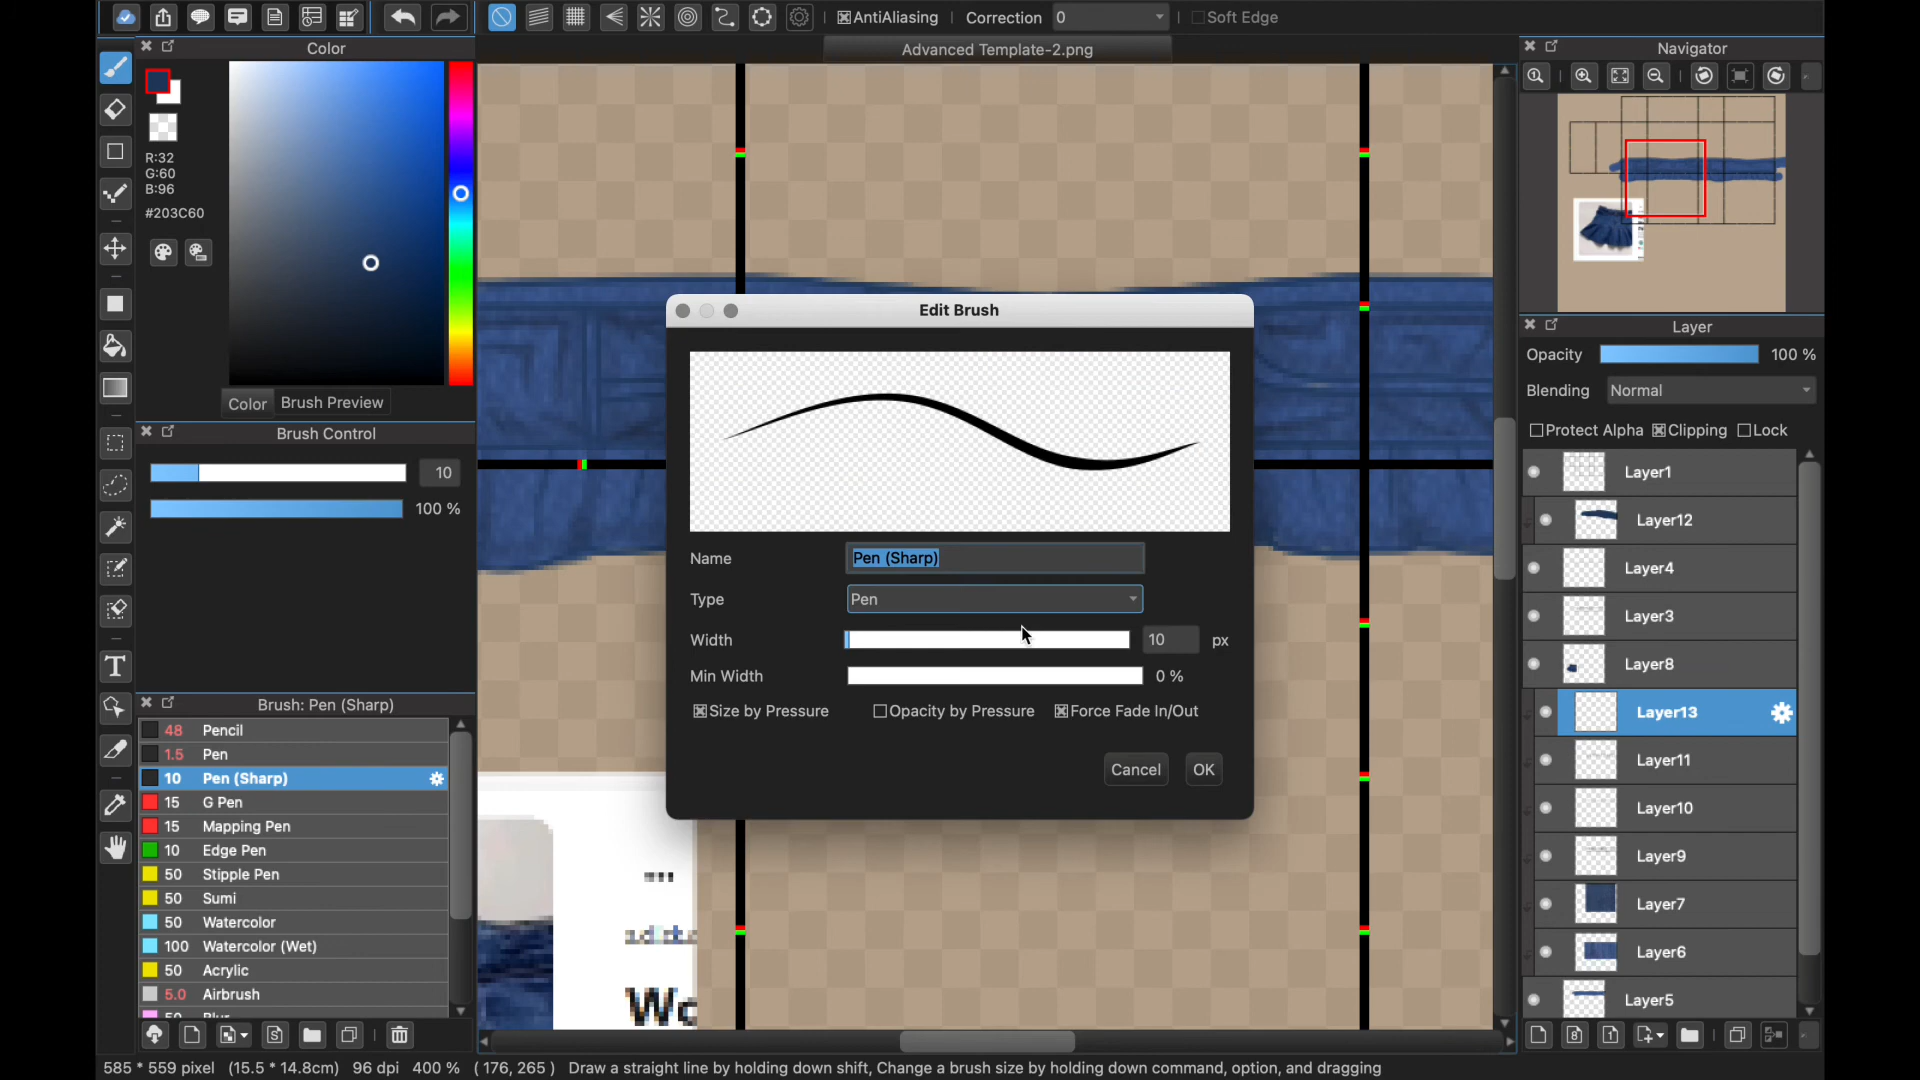 AntiAliasing
Correction
0
Soft Edge
Color
Advanced Template-2.png
Navigator
R:32
G:60
B:96
#203C60
Color
Brush Preview
Brush Control
10
100 %
Brush: Pen (Sharp)
48 Pencil
1.5 Pen
10 Pen (Sharp)
15 G Pen
15 Mapping Pen
10 Edge Pen
50 Stipple Pen
50 Sumi
50 Watercolor
100 Watercolor (Wet)
50 Acrylic
5.0 Airbrush
Edit Brush
Name
Pen (Sharp)
Type
Pen
Width
10
px
Min Width
0 %
Size by Pressure
Opacity by Pressure
Force Fade In/Out
Cancel
OK
Layer
Opacity
100 %
Blending
Normal
Protect Alpha
Clipping
Lock
Layer1
Layer12
Layer4
Layer3
Layer8
Layer13
Layer11
Layer10
Layer9
Layer7
Layer6
Layer5
585 * 559 pixel (15.5 * 14.8cm) 96 dpi 400 % ( 176, 265 ) Draw a straight line by holding down shift, Change a brush size by holding down command, option, and dragging